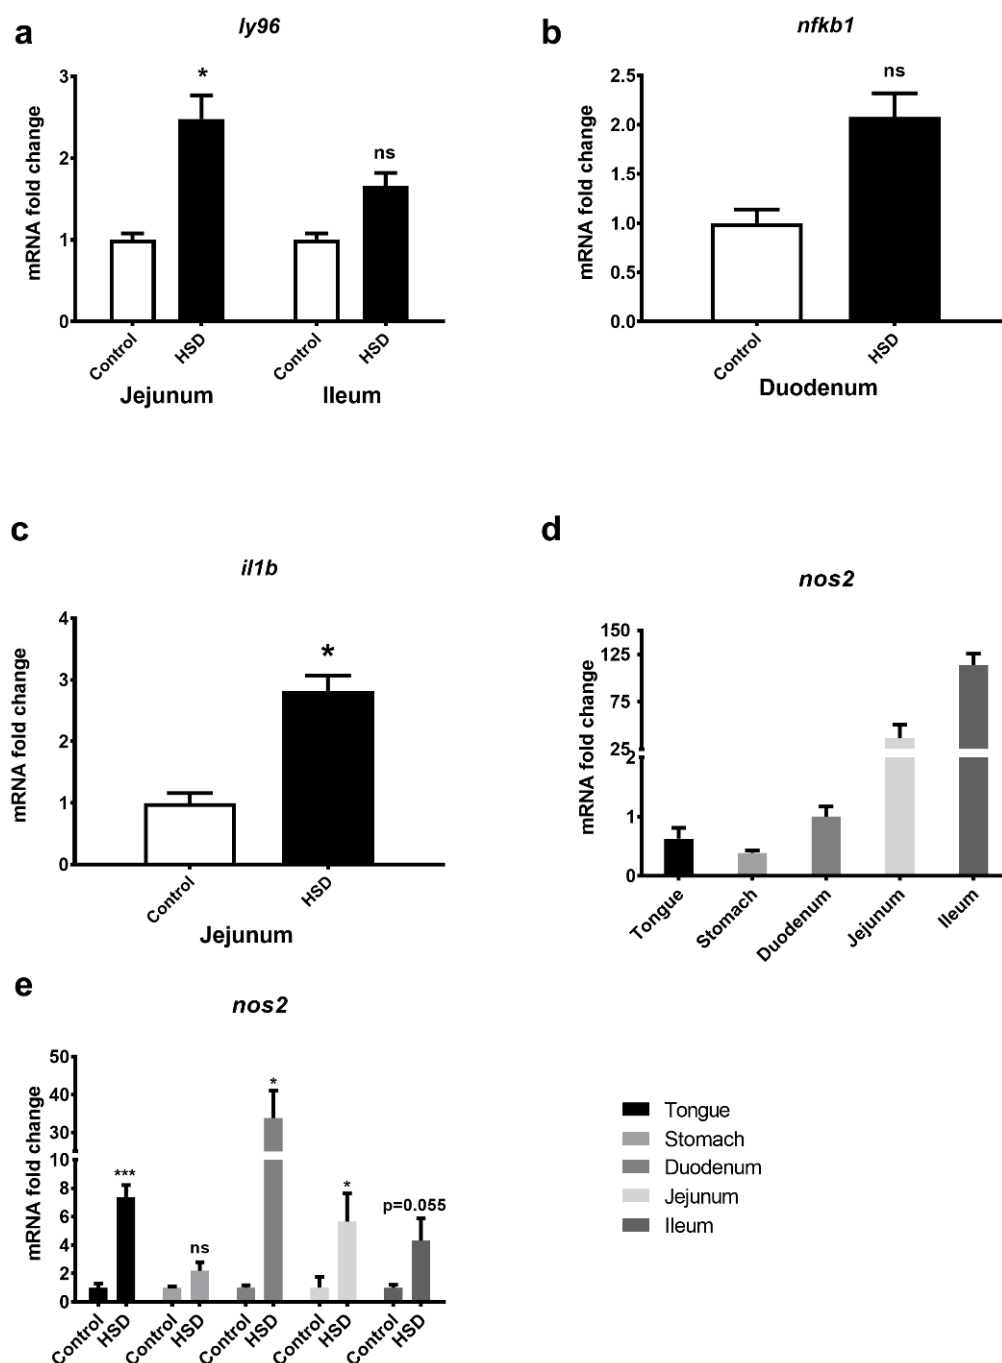 a
ly96
mRNA fold change
3
2
1
0
*
ns
Control
HSD
Control
HSD
Jejunum
Ileum
b
nfkb1
mRNA fold change
2.5
2.0
1.5
1.0
0.5
0.0
ns
Control
HSD
Duodenum
c
il1b
mRNA fold change
4
3
2
1
0
*
Control
HSD
Jejunum
d
nos2
mRNA fold change
150
125
75
25
2
1
0
Tongue
Stomach
Duodenum
Jejunum
Ileum
e
nos2
mRNA fold change
50
40
30
10
8
6
4
2
0
***
ns
*
*
p=0.055
Control
HSD
Control
HSD
Control
HSD
Control
HSD
Control
HSD
Tongue
Stomach
Duodenum
Jejunum
Ileum